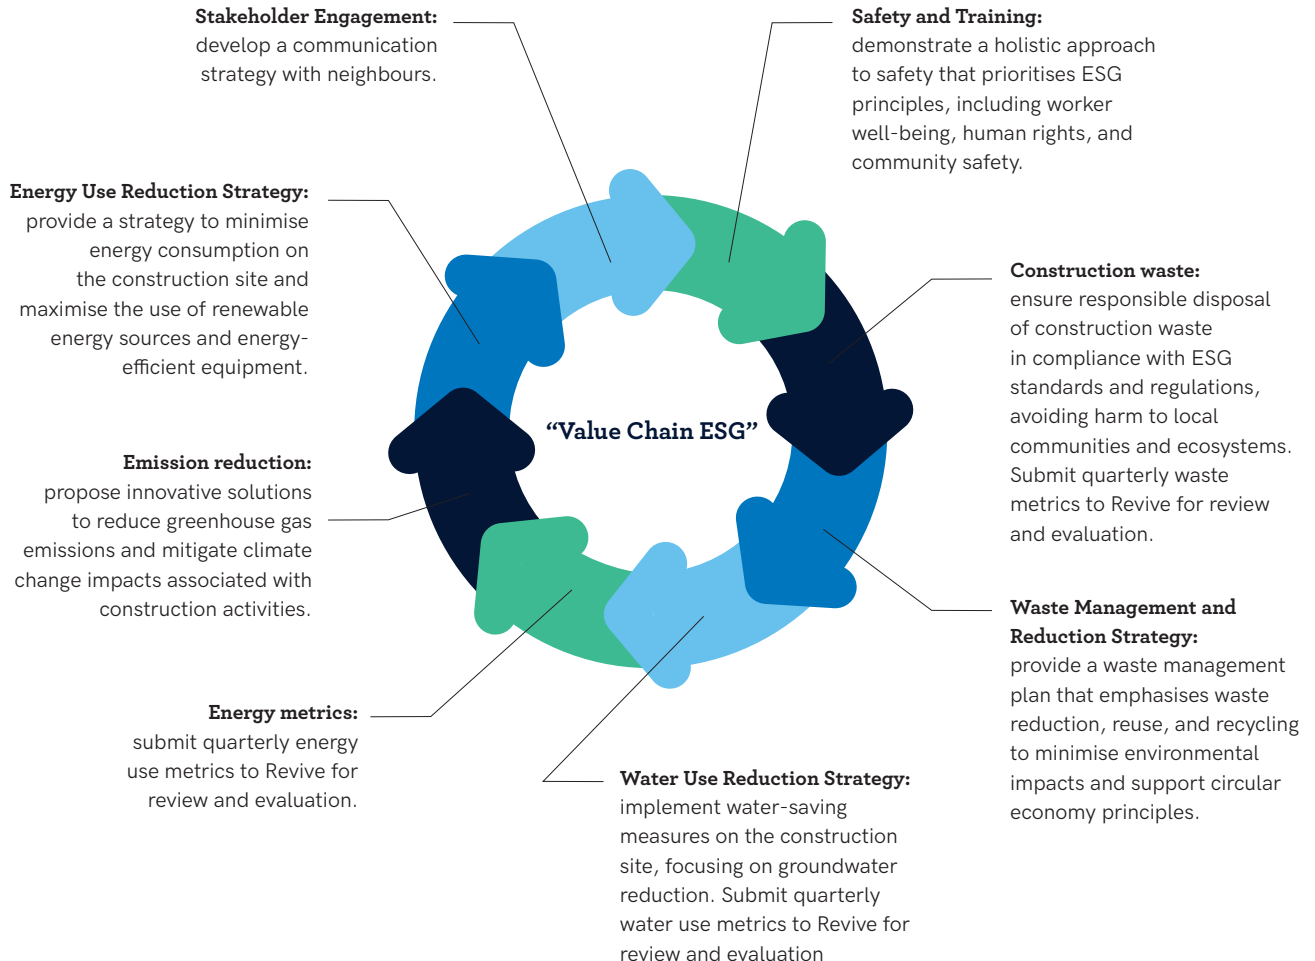 Stakeholder Engagement:
develop a communication
strategy with neighbours.
Safety and Training:
demonstrate a holistic approach
to safety that prioritises ESG
principles, including worker
well-being, human rights, and
community safety.
Energy Use Reduction Strategy:
provide a strategy to minimise
energy consumption on
the construction site and
maximise the use of renewable
energy sources and energy-
efficient equipment.
Construction waste:
ensure responsible disposal
of construction waste
in compliance with ESG
standards and regulations,
avoiding harm to local
communities and ecosystems.
Submit quarterly waste
metrics to Revive for review
and evaluation.
“Value Chain ESG”
Emission reduction:
propose innovative solutions
to reduce greenhouse gas
emissions and mitigate climate
change impacts associated with
construction activities.
Waste Management and
Reduction Strategy:
provide a waste management
plan that emphasises waste
reduction, reuse, and recycling
to minimise environmental
impacts and support circular
economy principles.
Energy metrics:
submit quarterly energy
use metrics to Revive for
review and evaluation.
Water Use Reduction Strategy:
implement water-saving
measures on the construction
site, focusing on groundwater
reduction. Submit quarterly
water use metrics to Revive for
review and evaluation